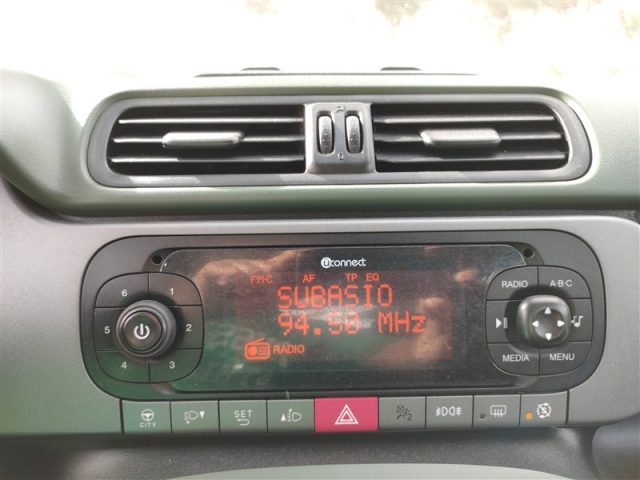 uconnect
FM-C AF TP EQ
SUBASIO
94.50 MHz
RADIO
6 1
5 2
4 3
RADIO A-B-C
MEDIA MENU
CITY
SET